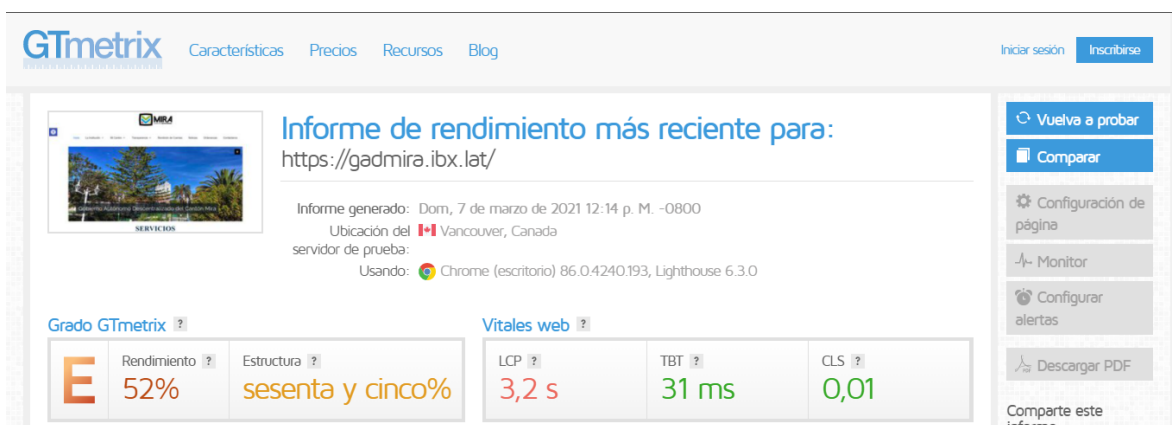 GTmetrix Características Precios Recursos Blog Iniciar sesión Inscribirse
MIRA
SERVICIOS
Informe de rendimiento más reciente para:
https://gadmira.ibx.lat/
Informe generado: Dom, 7 de marzo de 2021 12:14 p. M. -0800
Ubicación del servidor de prueba: Vancouver, Canada
Usando: Chrome (escritorio) 86.0.4240.193, Lighthouse 6.3.0
Vuelva a probar
Comparar
Configuración de
página
Monitor
Configurar
alertas
Descargar PDF
Comparte este
informe
Grado GTmetrix ?
E
Rendimiento ?
52%
Estructura ?
sesenta y cinco%
Vitales web ?
LCP ?
3,2 s
TBT ?
31 ms
CLS ?
0,01